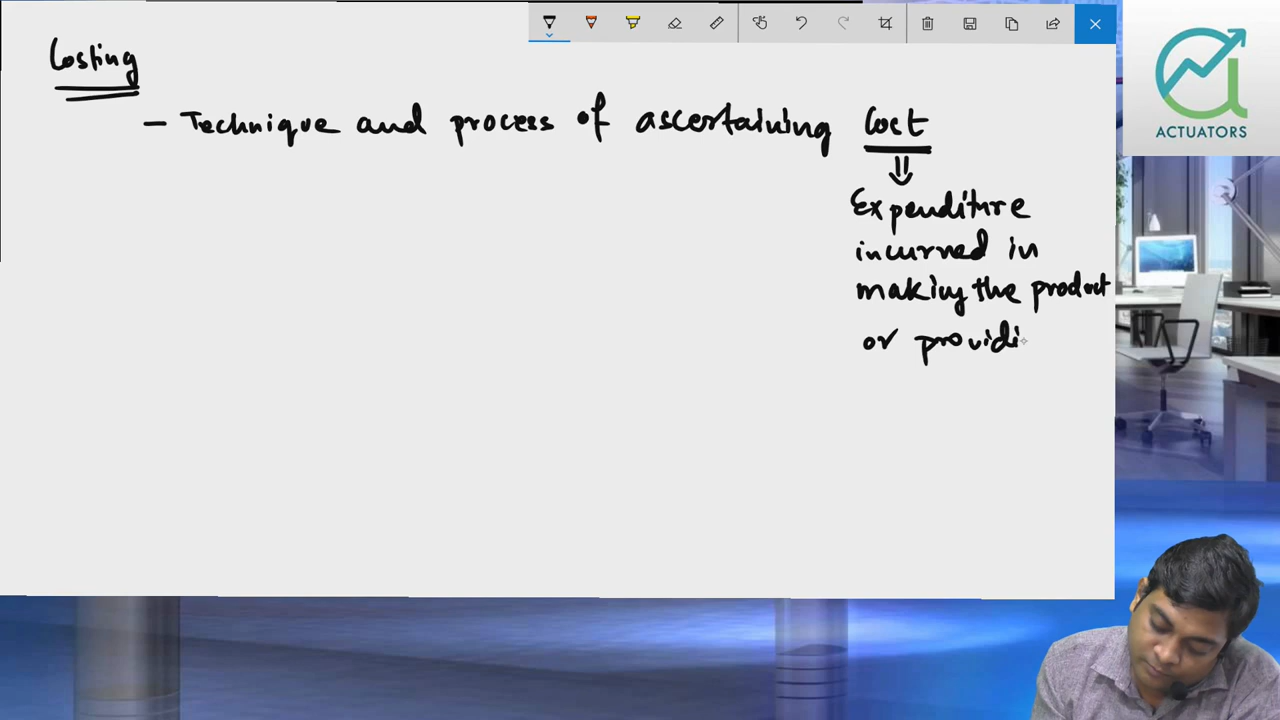 Costing
- Technique and process of ascertaining Cost
Expenditure
incurred in
making the product
or providi
ACTUATORS